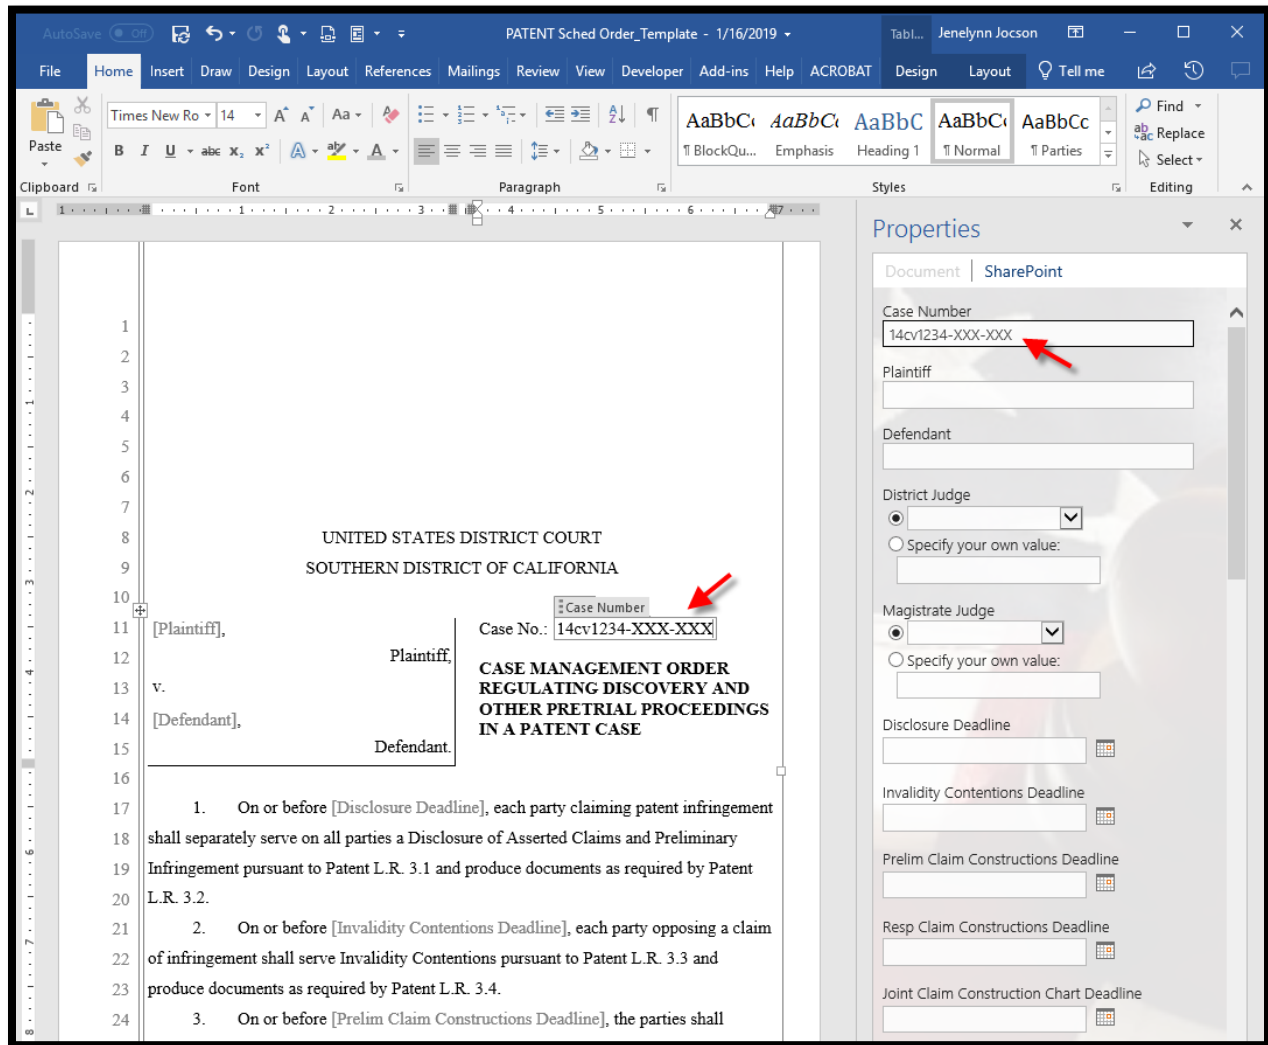 AutoSave Off PATENT Sched Order_Template - 1/16/2019 Tabl... Jenelynn Jocson
File Home Insert Draw Design Layout References Mailings Review View Developer Add-ins Help ACROBAT Design Layout Tell me
Times New Ro 14 Aa
Paste
B I U abc X₂ X² A ab A
AaBbCc AaBbCc AaBbC AaBbCc AaBbCc
¶ BlockQu... Emphasis Heading 1 ¶ Normal ¶ Parties
Find
Replace
Select
Clipboard Font Paragraph Styles Editing
L 1 1 2 3 4 5 6 7
Properties
Document SharePoint
Case Number
14cv1234-XXX-XXX
Plaintiff
Defendant
District Judge
Specify your own value:
Magistrate Judge
Specify your own value:
Disclosure Deadline
Invalidity Contentions Deadline
Prelim Claim Constructions Deadline
Resp Claim Constructions Deadline
Joint Claim Construction Chart Deadline
1
2
3
4
5
6
7
8 UNITED STATES DISTRICT COURT
9 SOUTHERN DISTRICT OF CALIFORNIA
10 Case Number
11 [Plaintiff], Case No.: 14cv1234-XXX-XXX
12 Plaintiff, CASE MANAGEMENT ORDER
13 v. REGULATING DISCOVERY AND
14 [Defendant], OTHER PRETRIAL PROCEEDINGS
IN A PATENT CASE
15 Defendant.
16
17 1. On or before [Disclosure Deadline], each party claiming patent infringement
18 shall separately serve on all parties a Disclosure of Asserted Claims and Preliminary
19 Infringement pursuant to Patent L.R. 3.1 and produce documents as required by Patent
20 L.R. 3.2.
21 2. On or before [Invalidity Contentions Deadline], each party opposing a claim
22 of infringement shall serve Invalidity Contentions pursuant to Patent L.R. 3.3 and
23 produce documents as required by Patent L.R. 3.4.
24 3. On or before [Prelim Claim Constructions Deadline], the parties shall